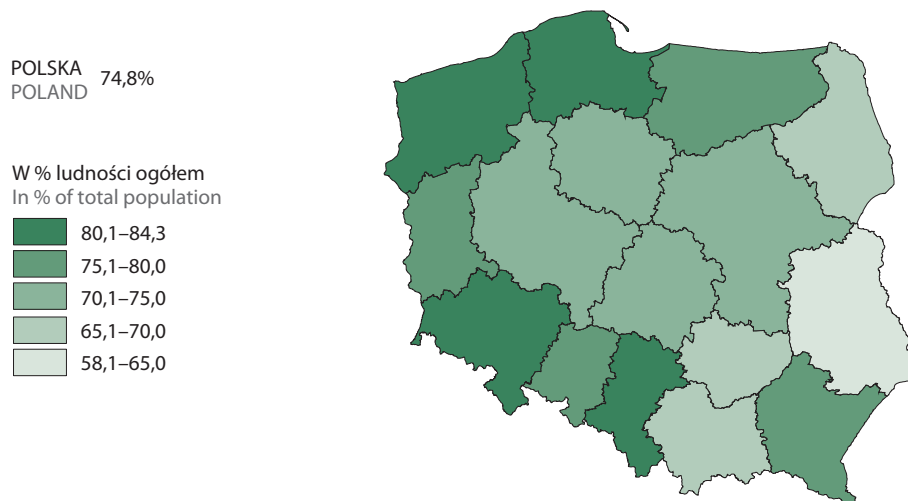 POLSKA
POLAND
74,8%
W % ludności ogółem
In % of total population
80,1–84,3
75,1–80,0
70,1–75,0
65,1–70,0
58,1–65,0